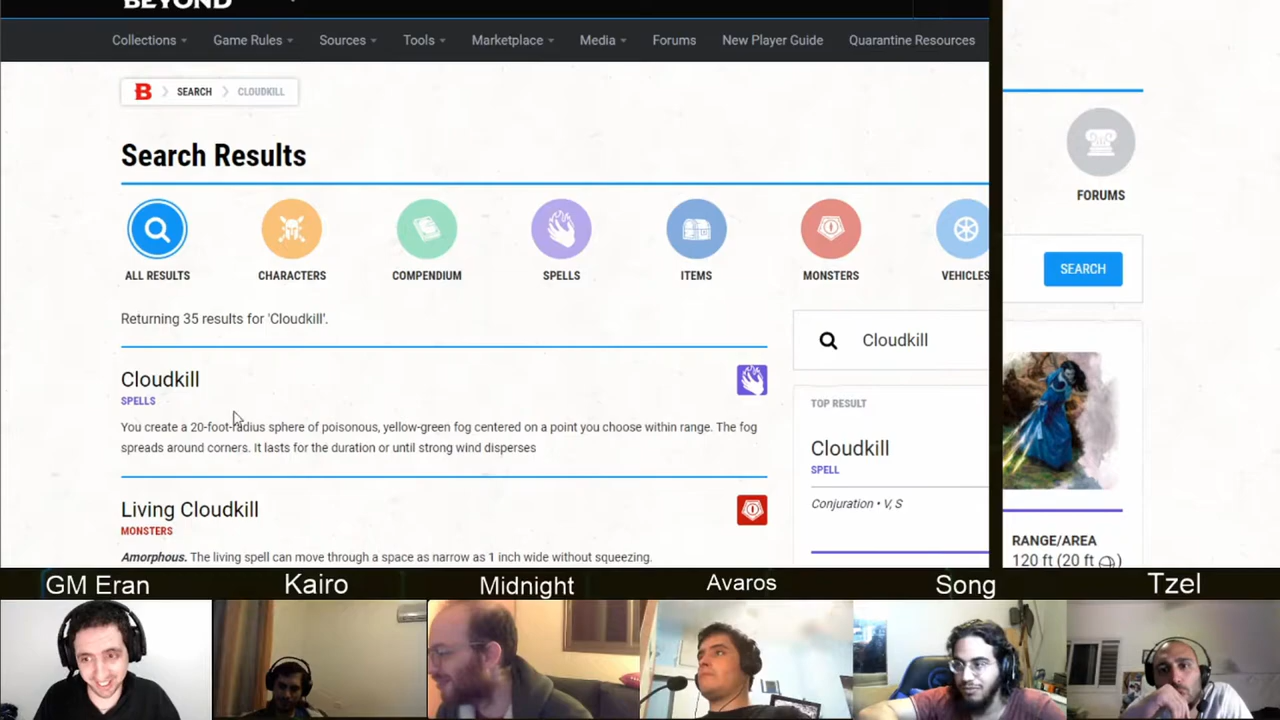 BEYOND
Collections Game Rules Sources Tools Marketplace Media Forums New Player Guide Quarantine Resources
B SEARCH CLOUDKILL
Search Results
FORUMS
ALL RESULTS CHARACTERS COMPENDIUM SPELLS ITEMS MONSTERS VEHICLES
SEARCH
Returning 35 results for 'Cloudkill'.
Cloudkill
Cloudkill
SPELLS
You create a 20-foot-radius sphere of poisonous, yellow-green fog centered on a point you choose within range. The fog
spreads around corners. It lasts for the duration or until strong wind disperses
TOP RESULT
Cloudkill
SPELL
Conjuration • V, S
Living Cloudkill
MONSTERS
Amorphous. The living spell can move through a space as narrow as 1 inch wide without squeezing.
RANGE/AREA
120 ft (20 ft )
GM Eran Kairo Midnight Avaros Song Tzel